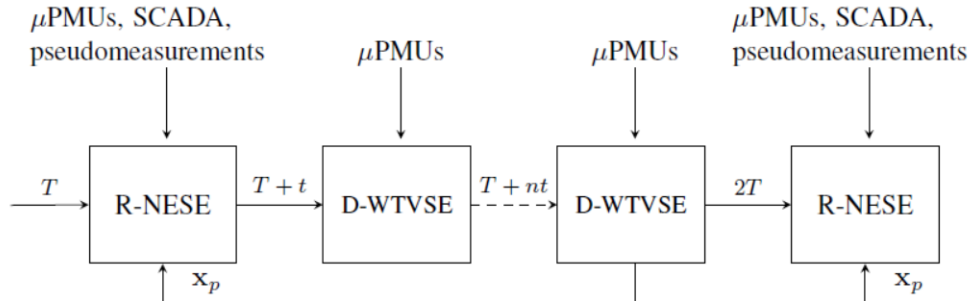 μPMUs, SCADA,
pseudomeasurements
μPMUs
μPMUs
μPMUs, SCADA,
pseudomeasurements
T
R-NESE
T + t
D-WTVSE
T + nt
D-WTVSE
2T
R-NESE
x_p
x_p